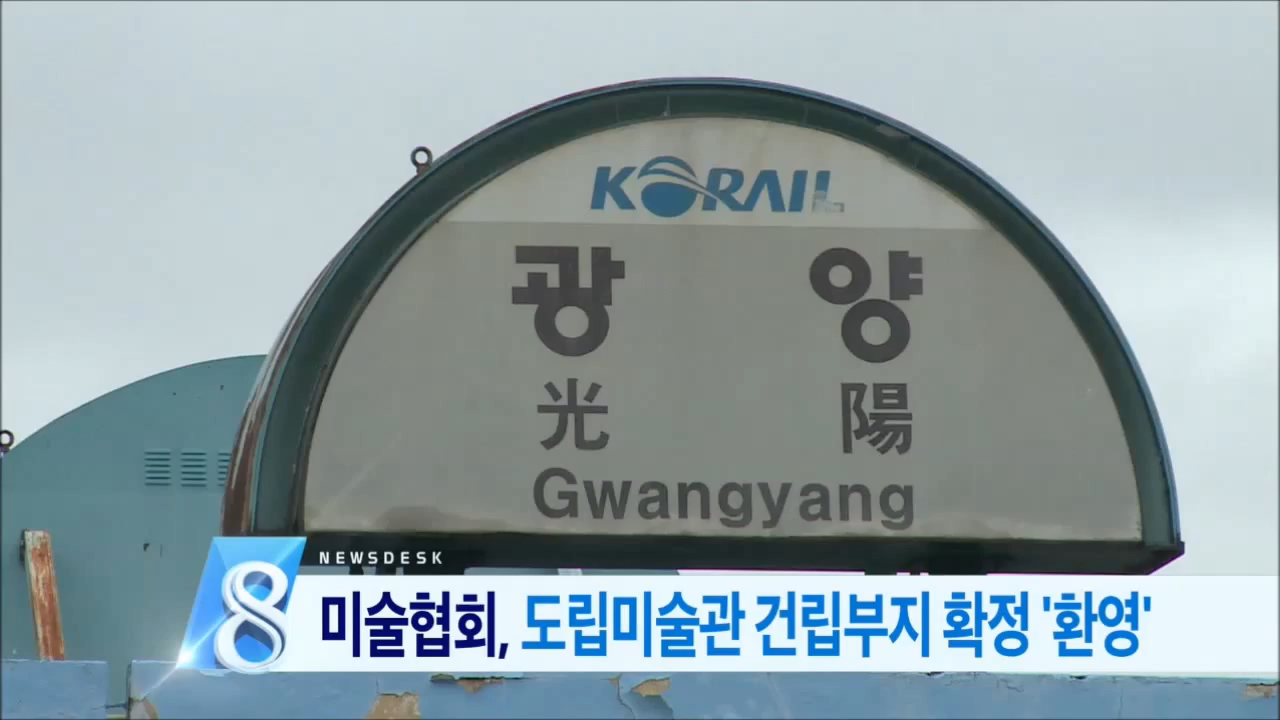 KORAIL
광양
光陽
Gwangyang
NEWSDESK
8 미술협회, 도립미술관 건립부지 확정 '환영'